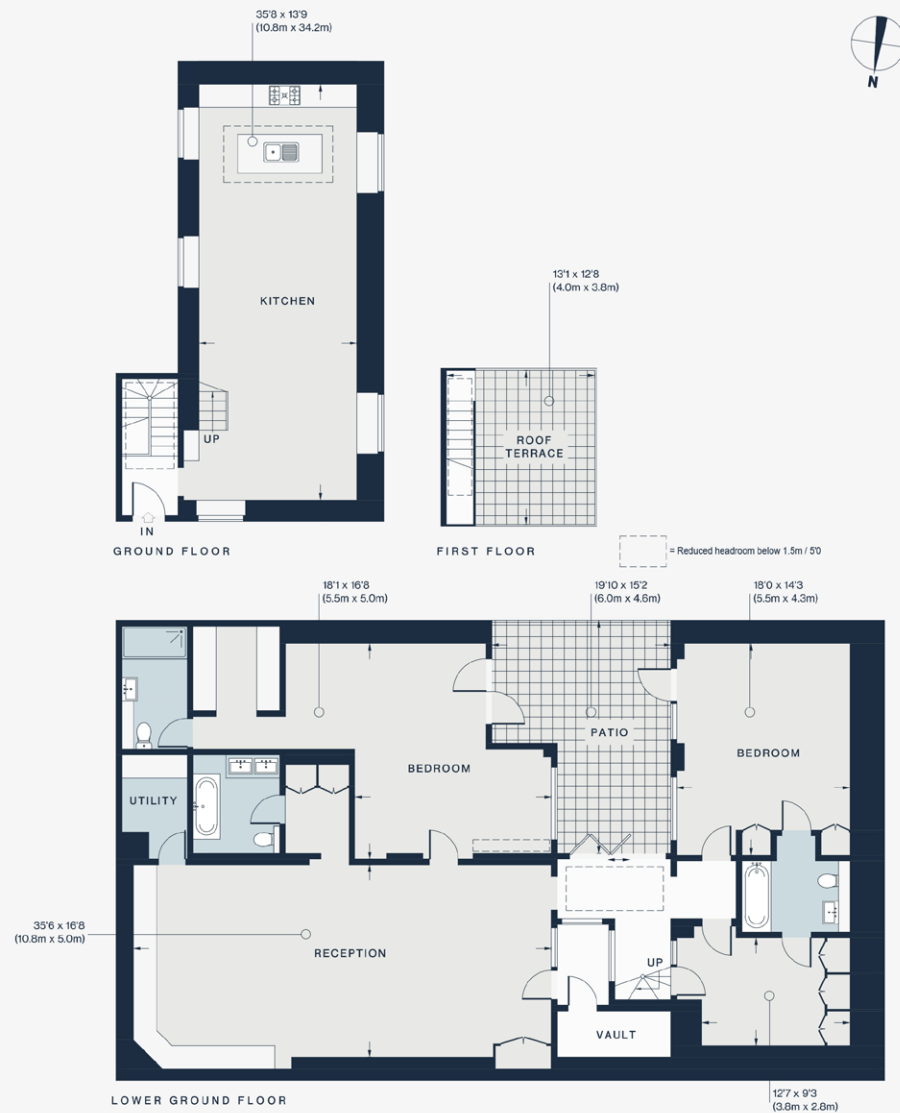 35'8 x 13'9
(10.8m x 34.2m)
N
KITCHEN
UP
IN
GROUND FLOOR
13'1 x 12'8
(4.0m x 3.8m)
ROOF
TERRACE
FIRST FLOOR
= Reduced headroom below 1.5m / 5'0
18'1 x 16'8
(5.5m x 5.0m)
19'10 x 15'2
(6.0m x 4.6m)
18'0 x 14'3
(5.5m x 4.3m)
PATIO
BEDROOM
BEDROOM
UTILITY
35'6 x 16'8
(10.8m x 5.0m)
RECEPTION
UP
VAULT
LOWER GROUND FLOOR
12'7 x 9'3
(3.8m x 2.8m)